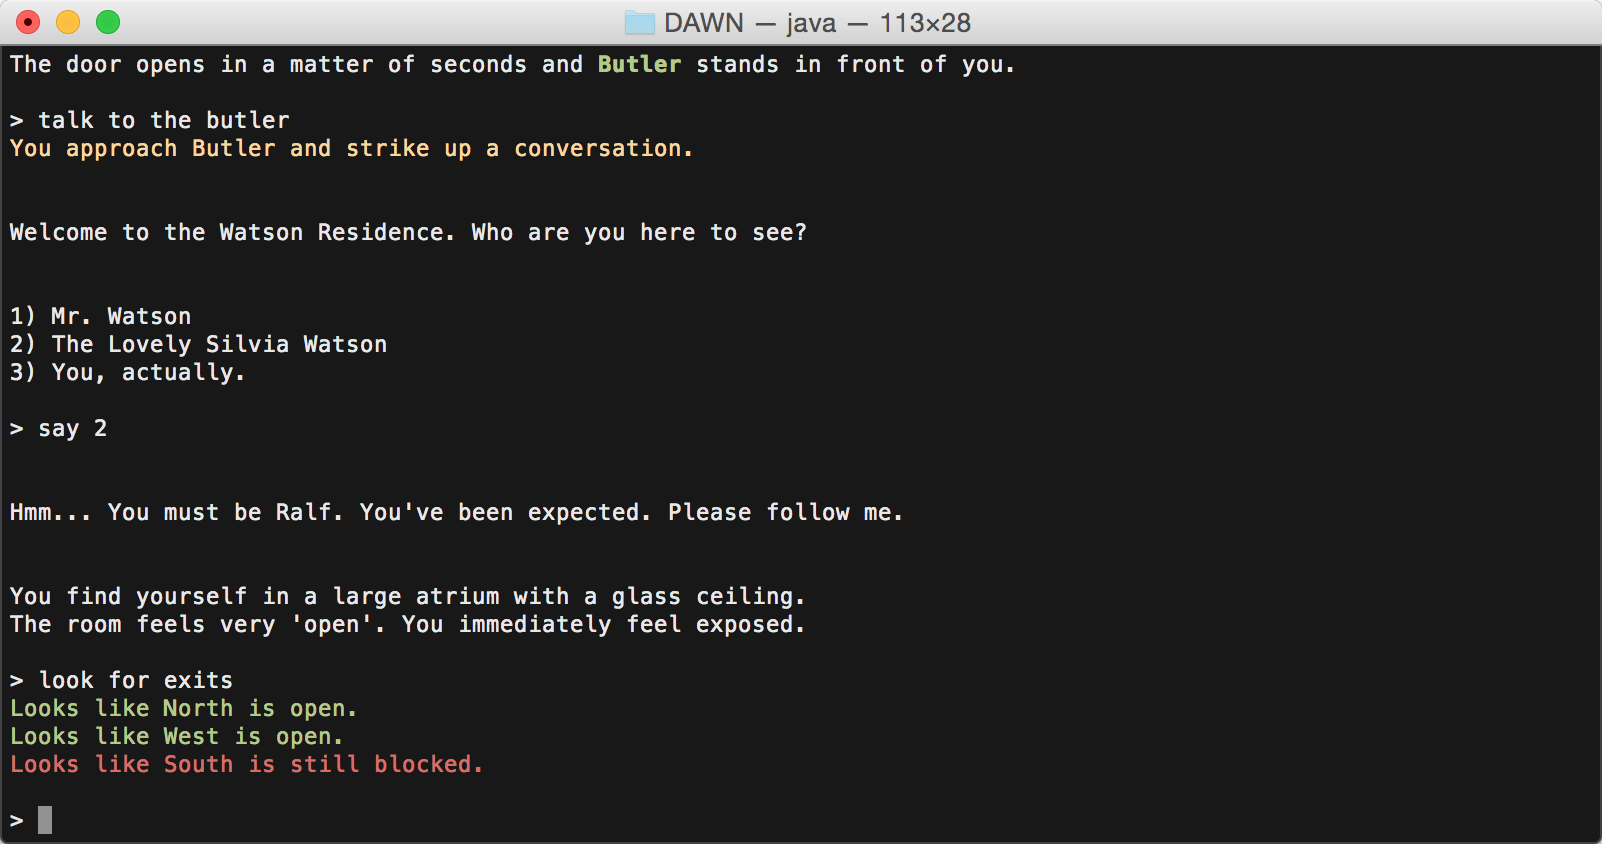 DAWN — java — 113×28
The door opens in a matter of seconds and Butler stands in front of you.
> talk to the butler
You approach Butler and strike up a conversation.
Welcome to the Watson Residence. Who are you here to see?
1) Mr. Watson
2) The Lovely Silvia Watson
3) You, actually.
> say 2
Hmm... You must be Ralf. You've been expected. Please follow me.
You find yourself in a large atrium with a glass ceiling.
The room feels very 'open'. You immediately feel exposed.
> look for exits
Looks like North is open.
Looks like West is open.
Looks like South is still blocked.
>